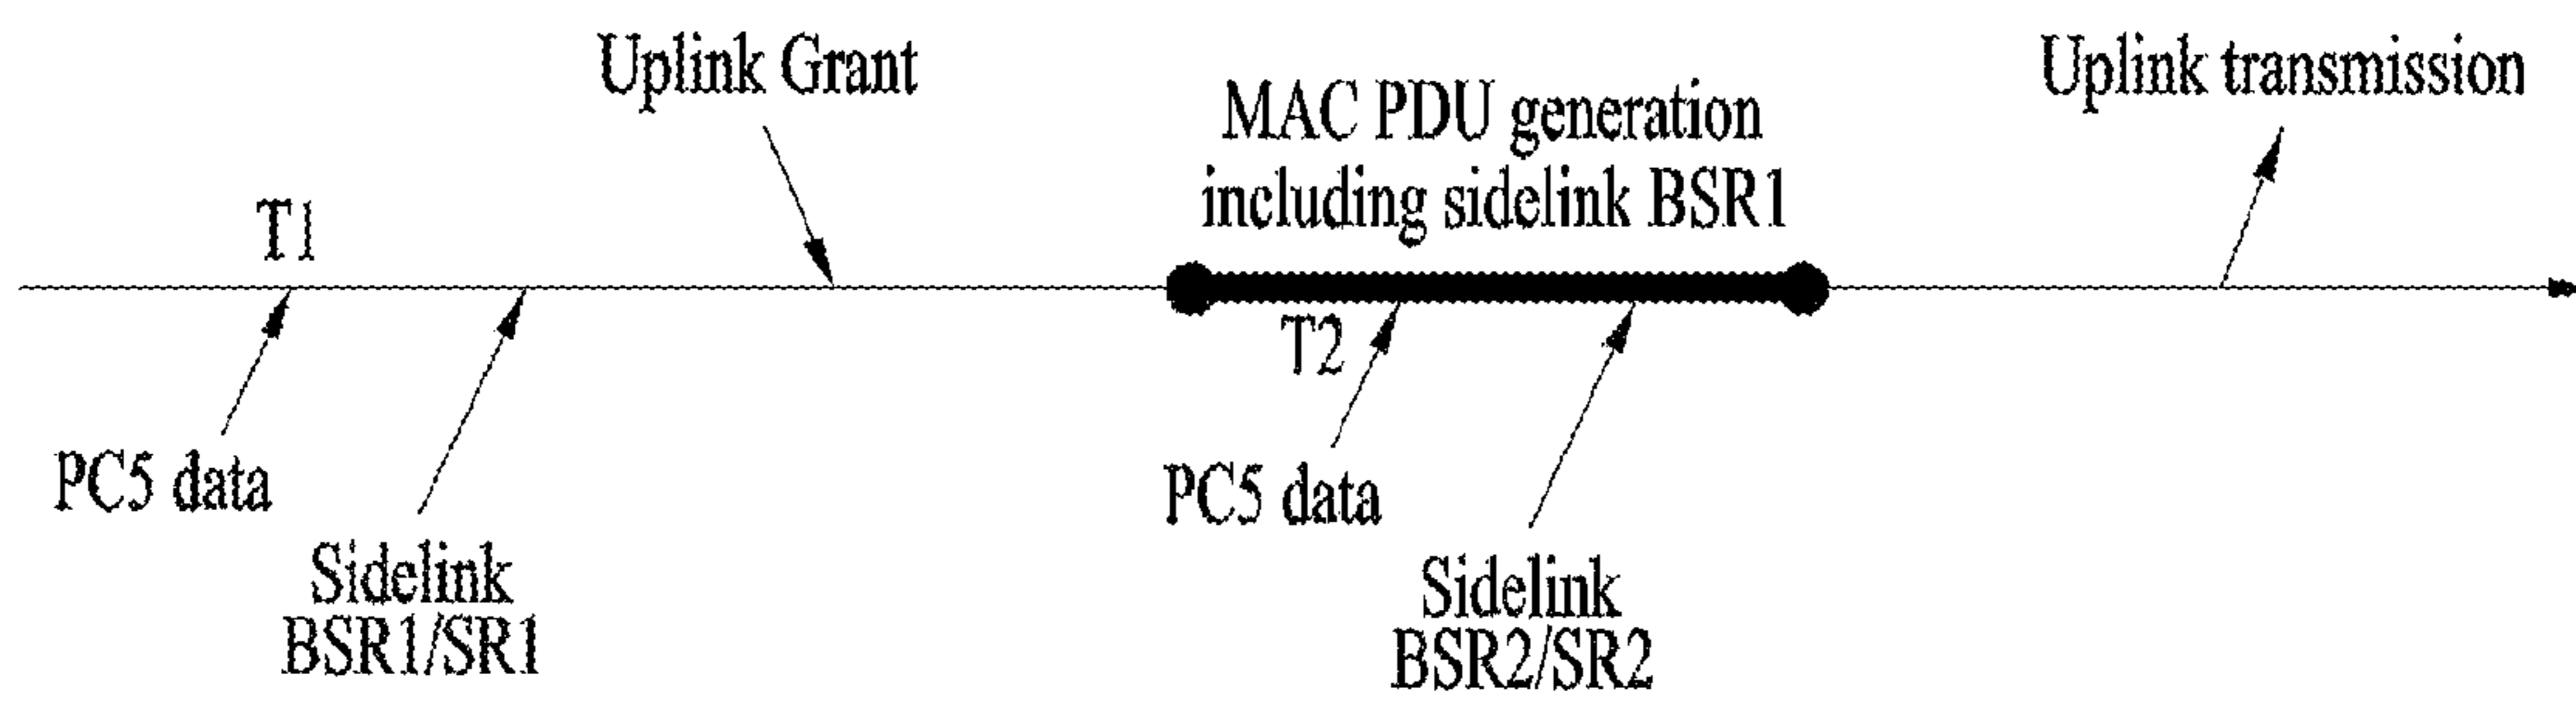 Uplink Grant
Uplink transmission
MAC PDU generation
including sidelink BSR1
T1
T2
PC5 data
PC5 data
Sidelink
BSR1/SR1
Sidelink
BSR2/SR2